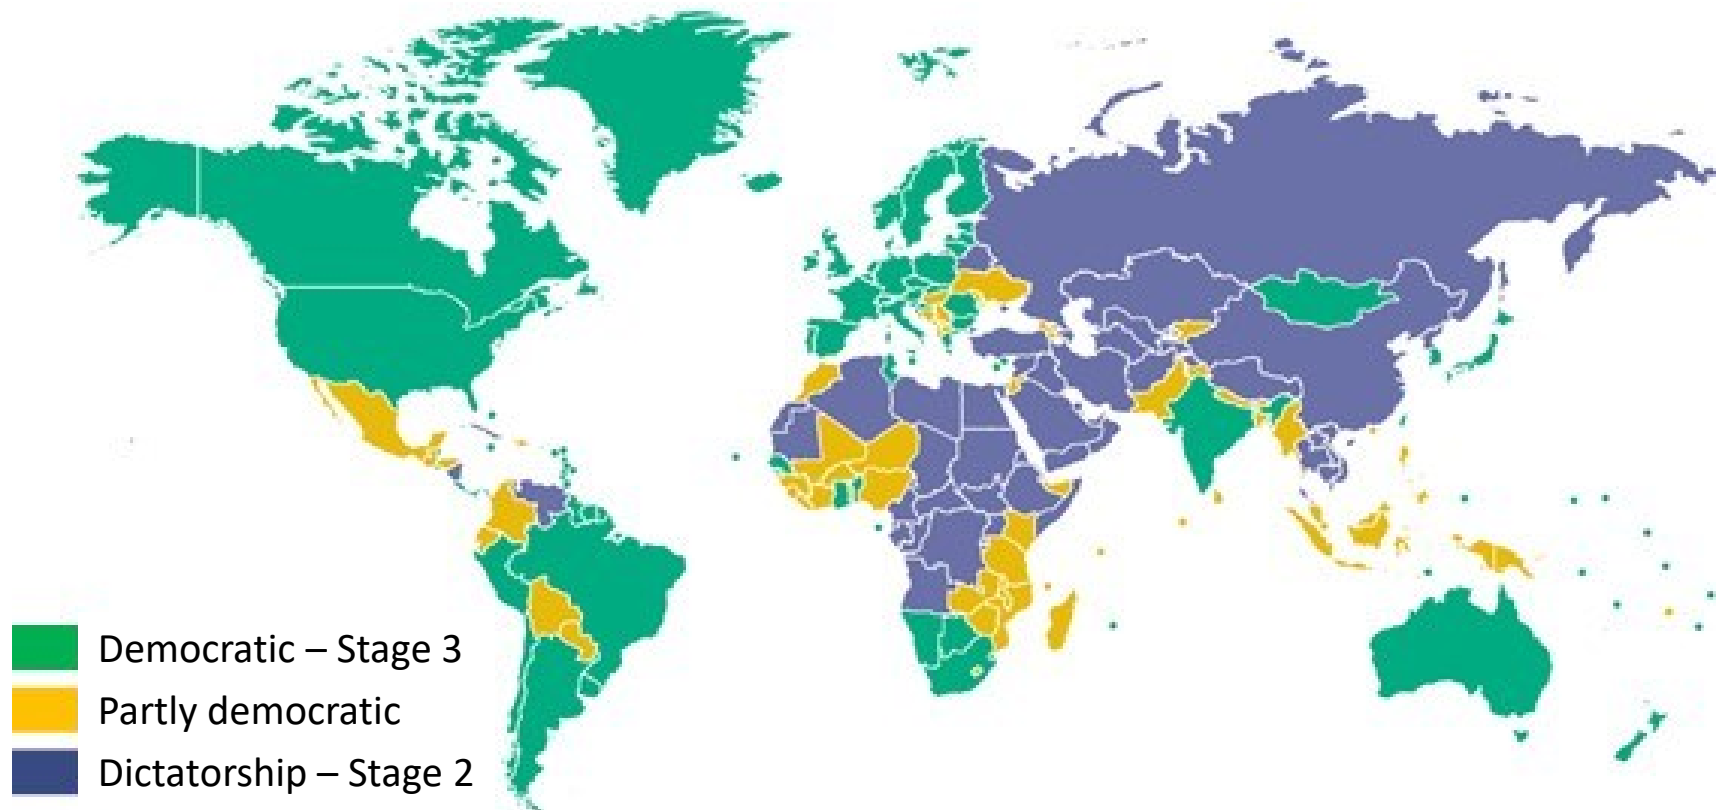 Democratic – Stage 3
Partly democratic
Dictatorship – Stage 2